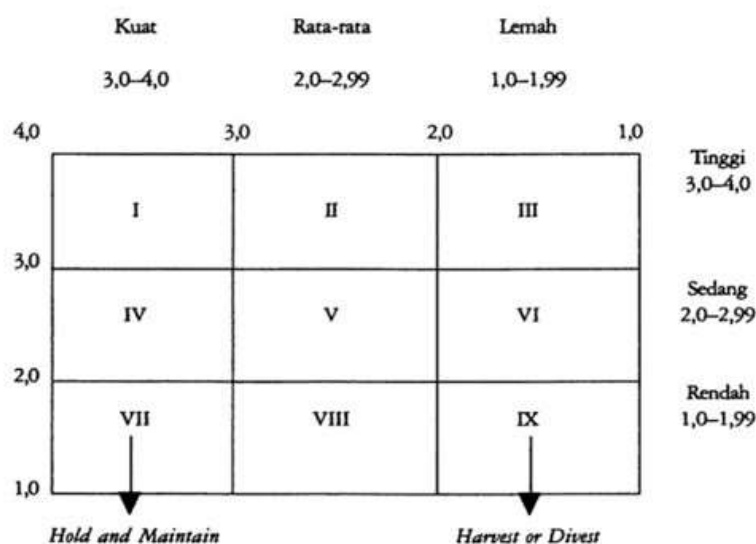 Kuat Rata-rata Lemah
3,0–4,0 2,0–2,99 1,0–1,99
4,0 3,0 2,0 1,0
Tinggi
3,0–4,0
I II III
3,0
Sedang
2,0–2,99
IV V VI
2,0
Rendah
1,0–1,99
VII VIII IX
1,0
Hold and Maintain Harvest or Divest